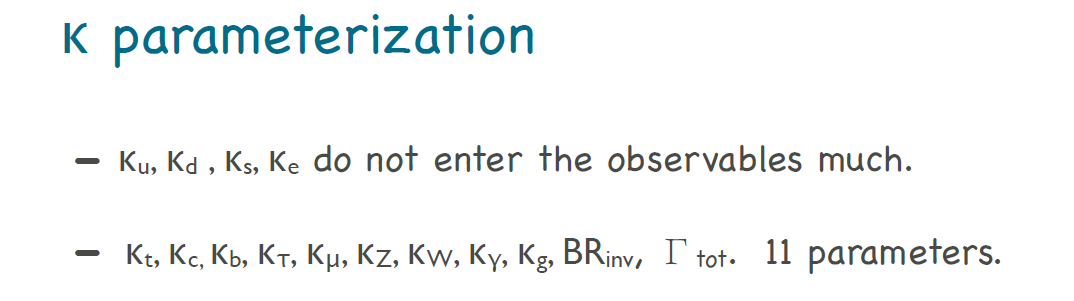 κ parameterization
– κu, κd , κs, κe do not enter the observables much.
– κt, κc, κb, κτ, κμ, κZ, κW, κγ, κg, BRinv, Γ tot. 11 parameters.